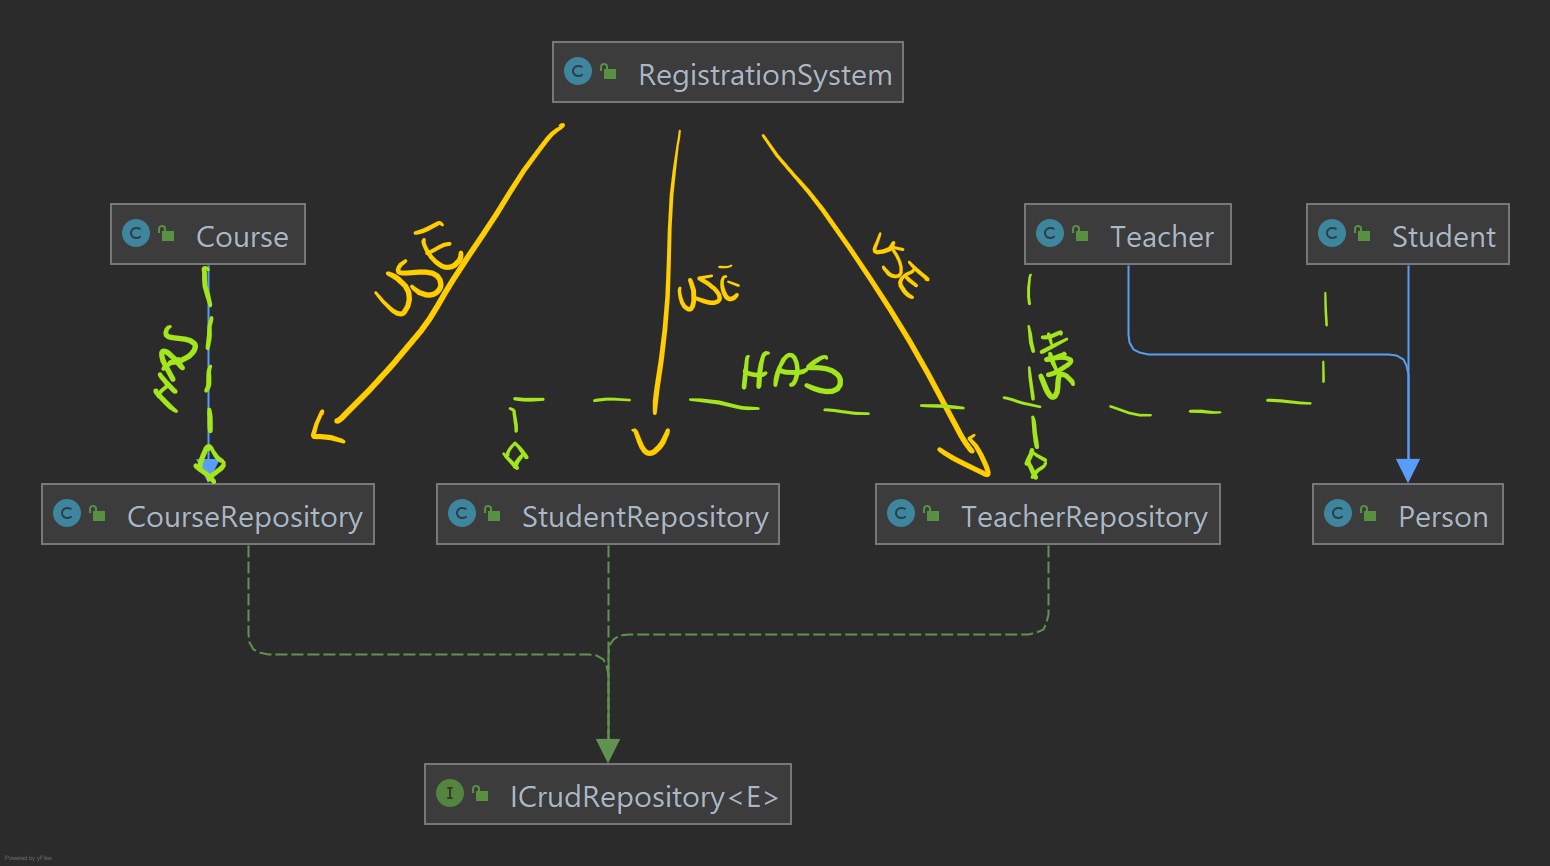 C RegistrationSystem
C Course
C Teacher
C Student
USE
USE
USE
HAS
HAS
HAS
C CourseRepository
C StudentRepository
C TeacherRepository
C Person
I ICrudRepository<E>
Powered by yFiles